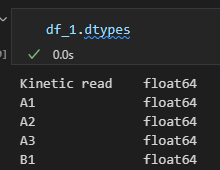 df_1.dtypes
0.0s
Kinetic read float64
A1 float64
A2 float64
A3 float64
B1 float64